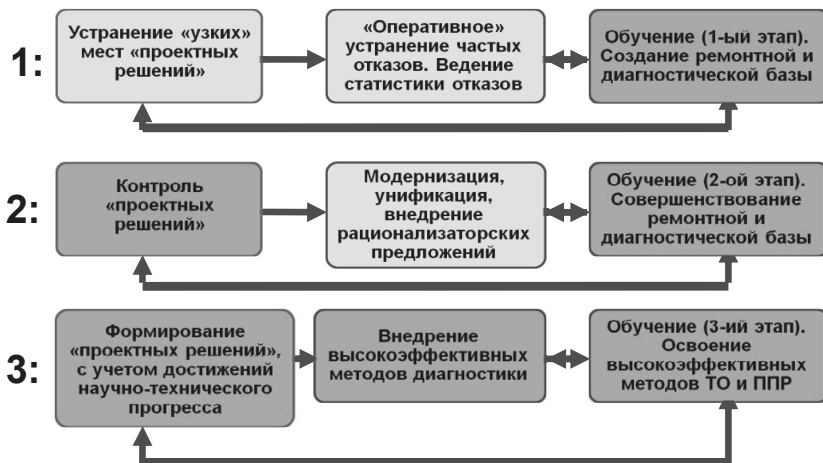 1:
Устранение «узких»
мест «проектных
решений»
«Оперативное»
устранение частых
отказов. Ведение
статистики отказов
Обучение (1-ый этап).
Создание ремонтной и
диагностической базы
2:
Контроль
«проектных
решений»
Модернизация,
унификация,
внедрение
рационализаторских
предложений
Обучение (2-ой этап).
Совершенствование
ремонтной и
диагностической базы
3:
Формирование
«проектных решений»,
с учетом достижений
научно-технического
прогресса
Внедрение
высокоэффективных
методов диагностики
Обучение (3-ий этап).
Освоение
высокоэффективных
методов ТО и ППР